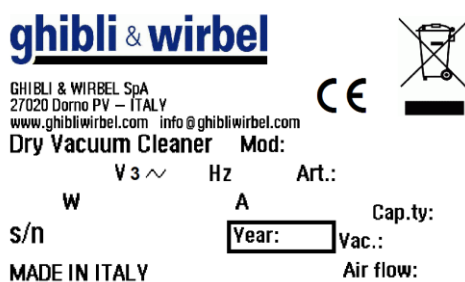 ghibli & wirbel
GHIBLI & WIRBEL SpA
27020 Dorno PV – ITALY
www.ghibliwirbel.com info@ghibliwirbel.com
CE
Dry Vacuum Cleaner Mod:
V 3 ~ Hz Art.:
W A Cap.ty:
s/n Year: Vac.:
MADE IN ITALY Air flow: